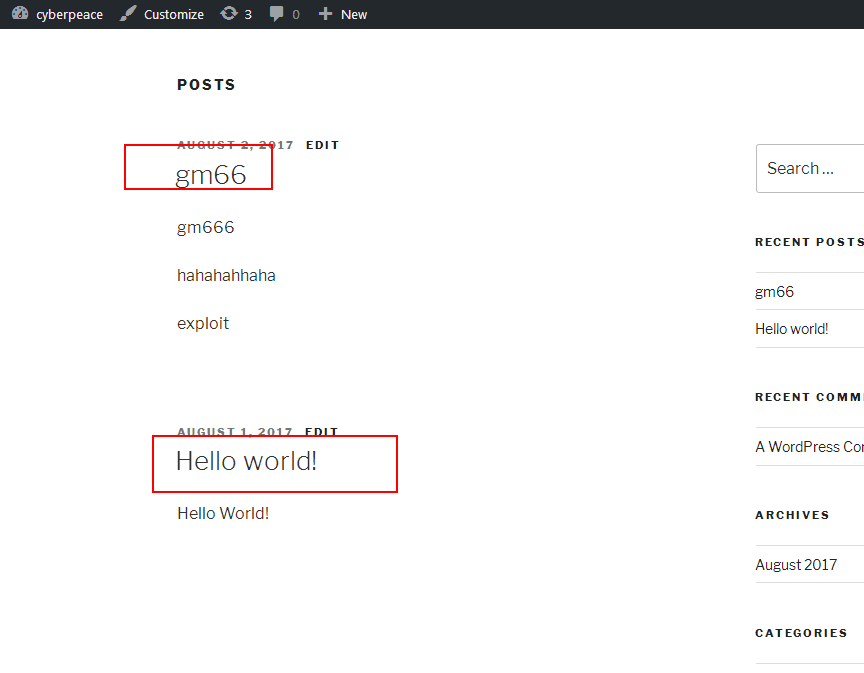 cyberpeace Customize 3 0 New
POSTS
AUGUST 2, 2017 EDIT
gm66
gm666
hahahahhaha
exploit
AUGUST 1, 2017 EDIT
Hello world!
Hello World!
Search …
RECENT POSTS
gm66
Hello world!
RECENT COMM
A WordPress Co
ARCHIVES
August 2017
CATEGORIES